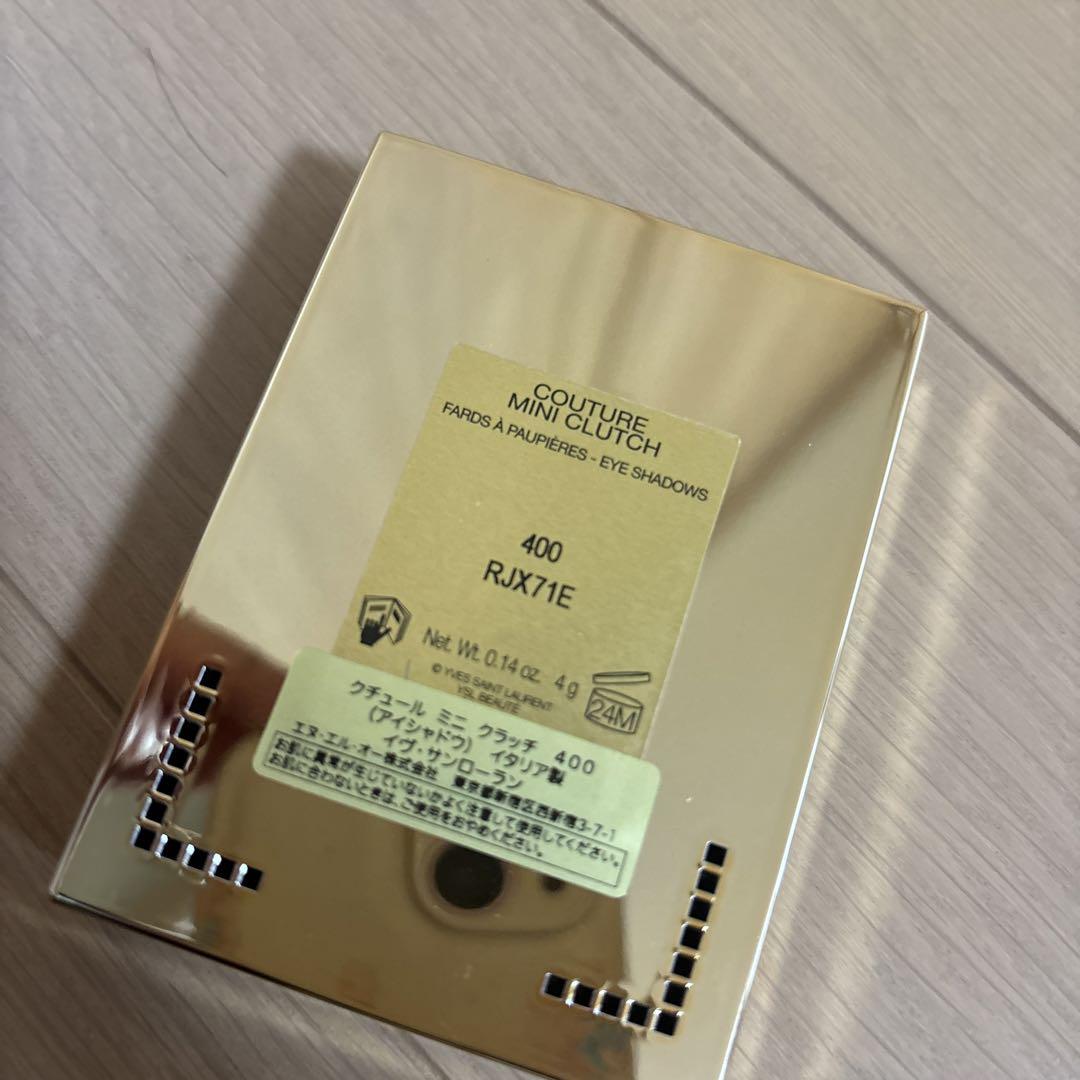 COUTURE
MINI CLUTCH
FARDS À PAUPIÈRES - EYE SHADOWS
400
RJX71E
Net. Wt. 0.14 oz. 4 g
24M
© YVES SAINT LAURENT
YSL BEAUTÉ
クチュール ミニ クラッチ 400
(アイシャドウ) イタリア製
イヴ・サンローラン
エヌ・エル・オー株式会社 東京都新宿区西新宿3-7-1
お肌に異常が生じていないかよく注意して使用してください。
お肌に合わないときは、ご使用をおやめください。